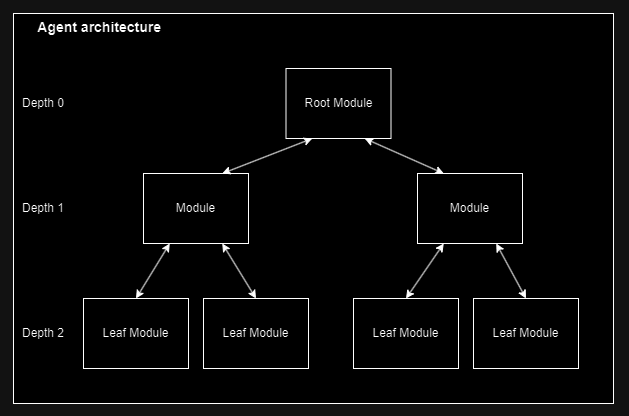 Agent architecture
Depth 0
Root Module
Depth 1
Module
Module
Depth 2
Leaf Module
Leaf Module
Leaf Module
Leaf Module